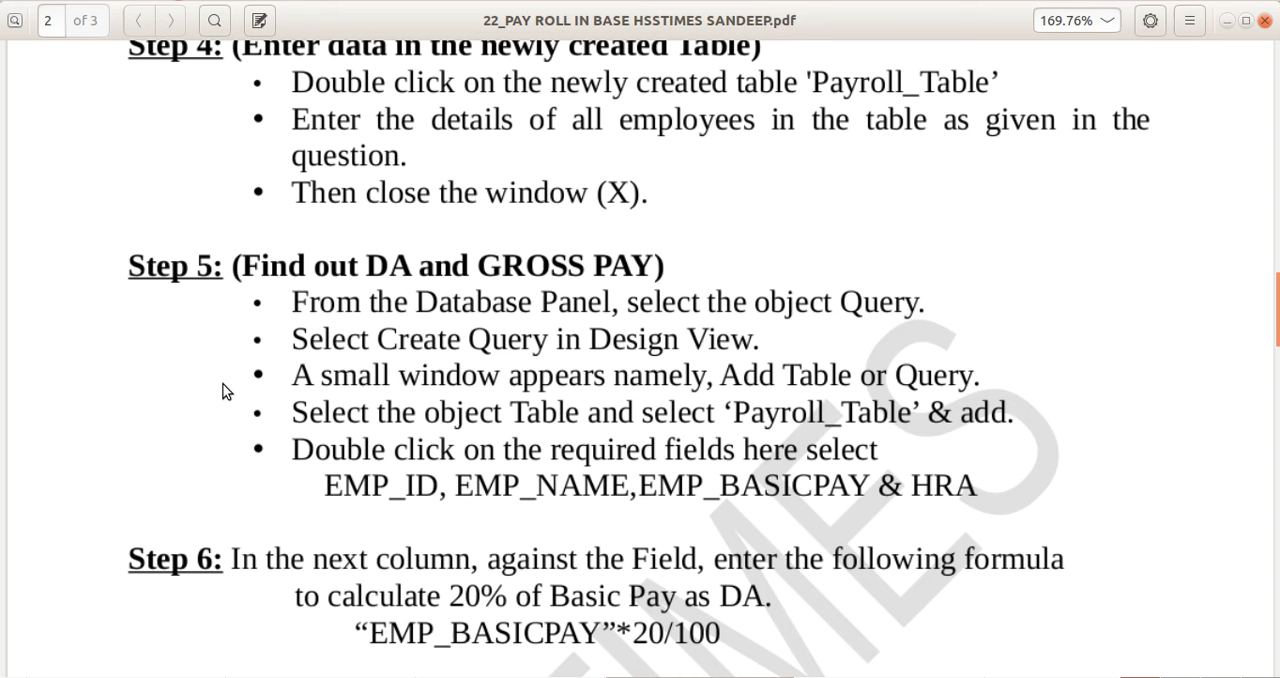 2 of 3
22_PAY ROLL IN BASE HSSTIMES SANDEEP.pdf
169.76%
Step 4: (Enter data in the newly created Table)
• Double click on the newly created table 'Payroll_Table’
• Enter the details of all employees in the table as given in the
question.
• Then close the window (X).
Step 5: (Find out DA and GROSS PAY)
• From the Database Panel, select the object Query.
• Select Create Query in Design View.
• A small window appears namely, Add Table or Query.
• Select the object Table and select ‘Payroll_Table’ & add.
• Double click on the required fields here select
EMP_ID, EMP_NAME,EMP_BASICPAY & HRA
Step 6: In the next column, against the Field, enter the following formula
to calculate 20% of Basic Pay as DA.
“EMP_BASICPAY”*20/100
TIMES